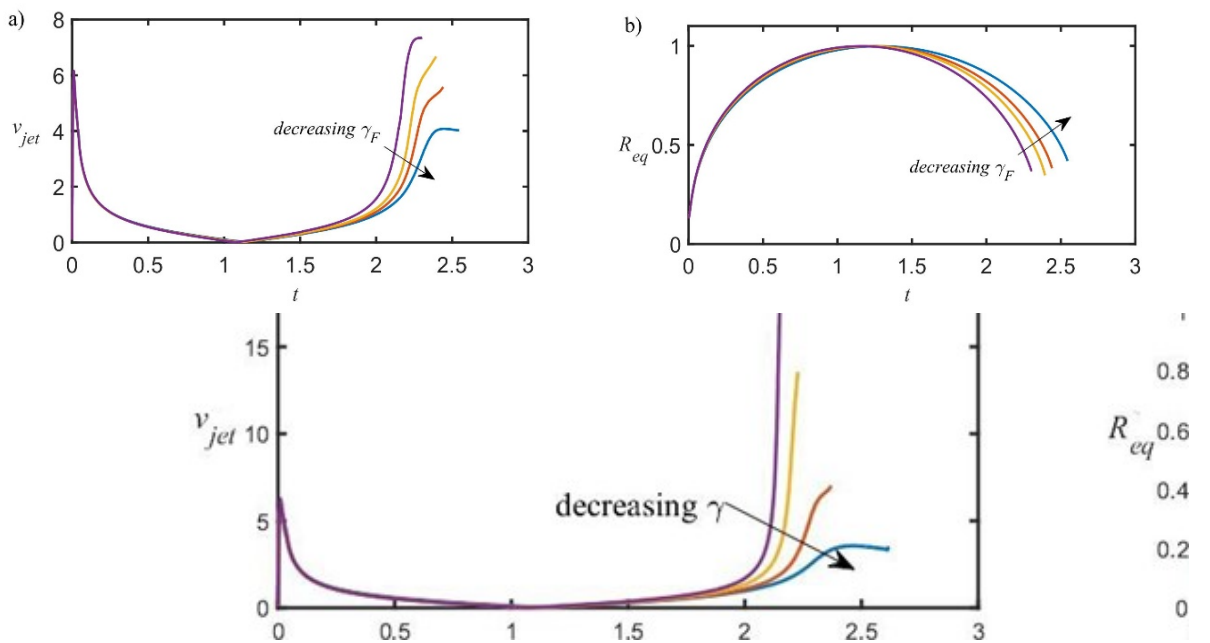 a)
8
6
4
2
0
v_jet
decreasing γ_F
0 0.5 1 1.5 2 2.5 3
t
b)
1
0.5
0
R_eq
decreasing γ_F
0 0.5 1 1.5 2 2.5 3
t
15
10
5
0
v_jet
decreasing γ
0 0.5 1 1.5 2 2.5 3
0.8
0.6
0.4
0.2
0
R_eq